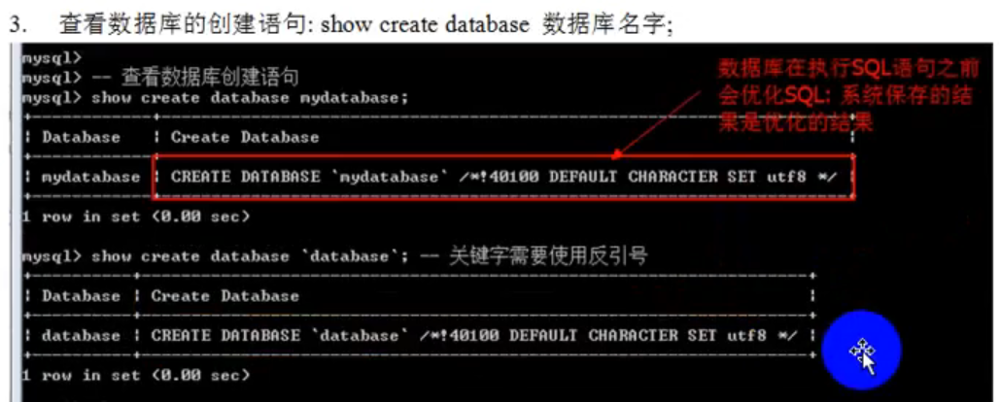 3. 查看数据库的创建语句: show create database 数据库名字;
mysql>
mysql> -- 查看数据库创建语句
mysql> show create database mydatabase;
数据库在执行SQL语句之前
会优化SQL: 系统保存的结
果是优化的结果
| Database | Create Database |
| mydatabase | CREATE DATABASE `mydatabase` /*!40100 DEFAULT CHARACTER SET utf8 */ |
1 row in set (0.00 sec)
mysql> show create database `database`; -- 关键字需要使用反引号
| Database | Create Database |
| database | CREATE DATABASE `database` /*!40100 DEFAULT CHARACTER SET utf8 */ |
1 row in set (0.00 sec)